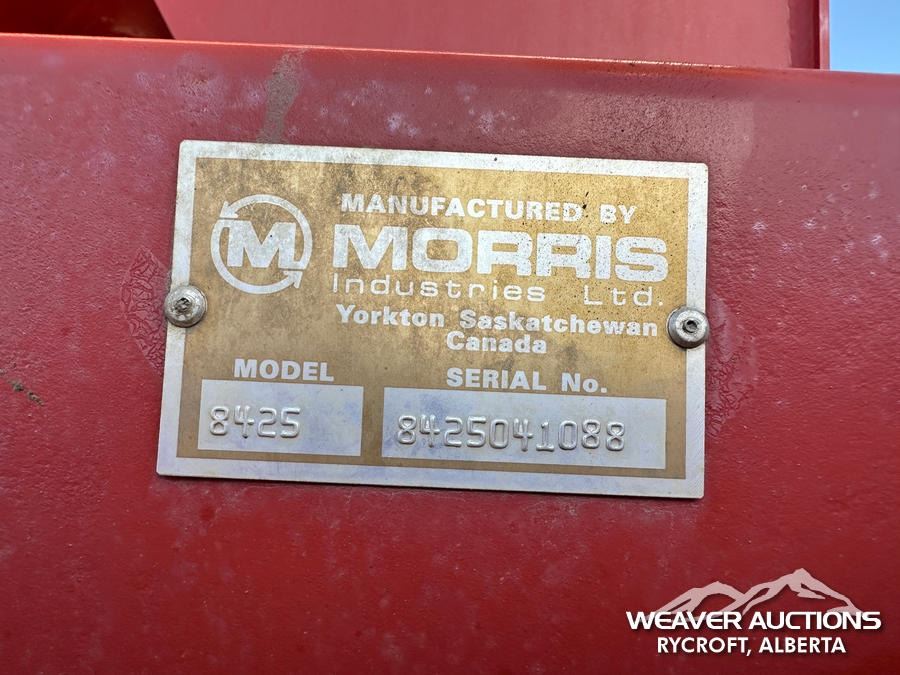 M
MANUFACTURED BY
MORRIS
Industries Ltd.
Yorkton Saskatchewan
Canada
MODEL
8425
SERIAL No.
8425041088
WEAVER AUCTIONS
RYCROFT, ALBERTA